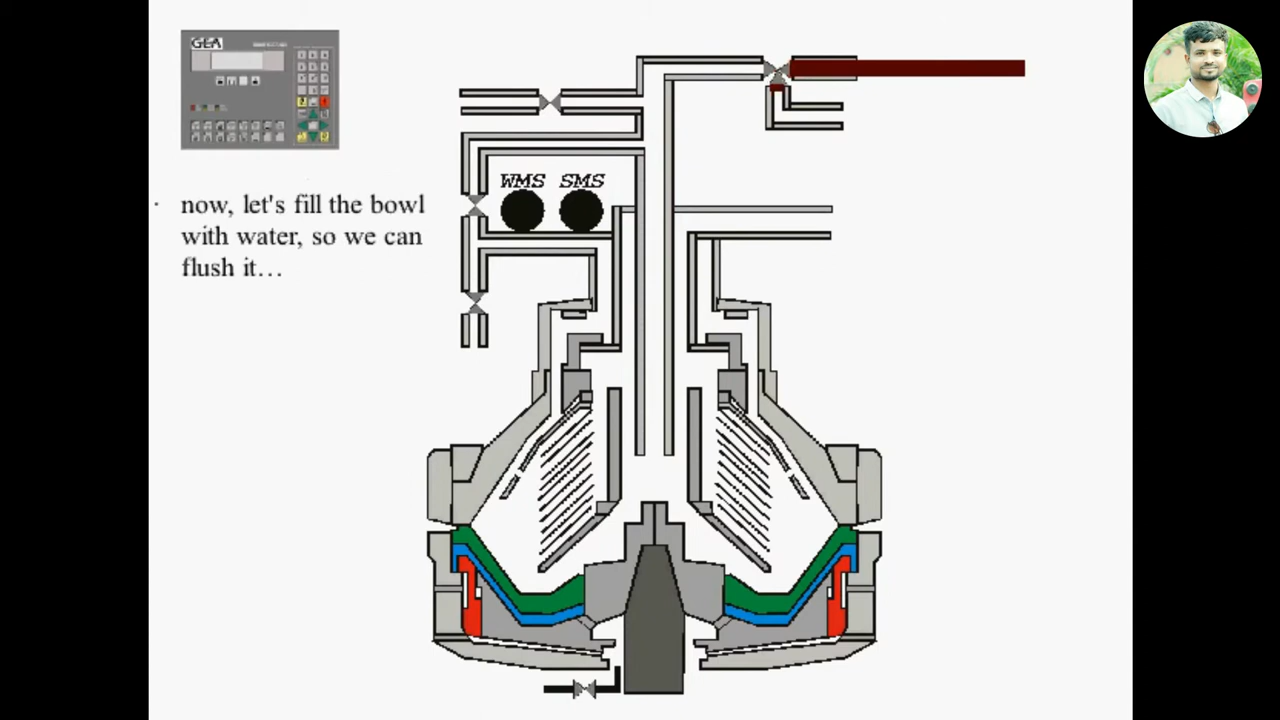 GEA
WMS SMS
now, let's fill the bowl
with water, so we can
flush it…